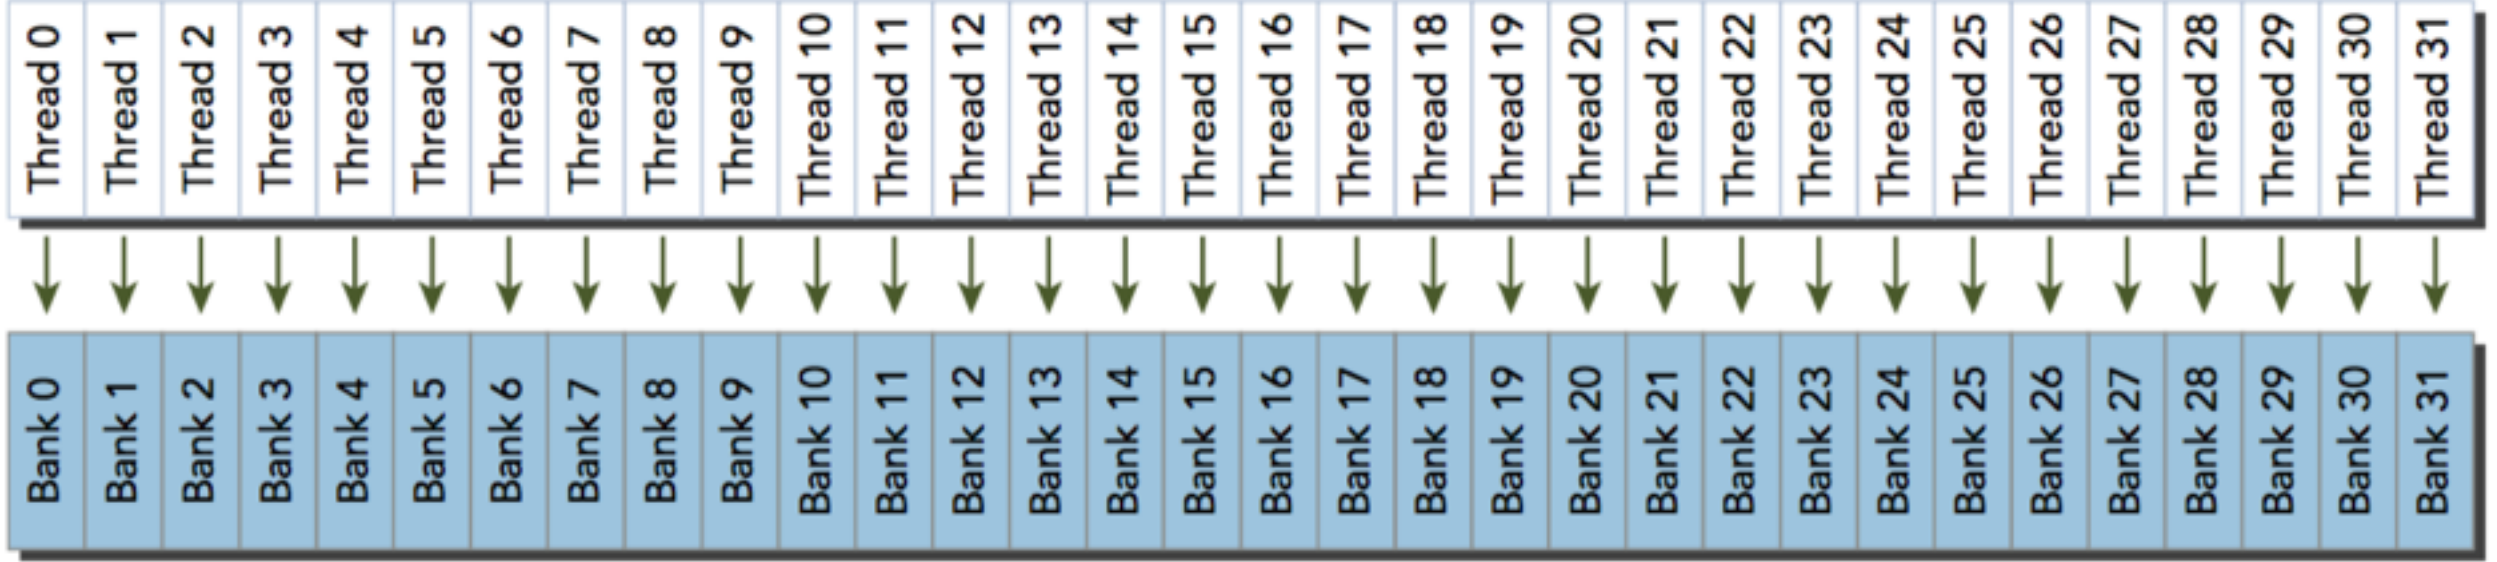 Thread 0
Thread 1
Thread 2
Thread 3
Thread 4
Thread 5
Thread 6
Thread 7
Thread 8
Thread 9
Thread 10
Thread 11
Thread 12
Thread 13
Thread 14
Thread 15
Thread 16
Thread 17
Thread 18
Thread 19
Thread 20
Thread 21
Thread 22
Thread 23
Thread 24
Thread 25
Thread 26
Thread 27
Thread 28
Thread 29
Thread 30
Thread 31
Bank 0
Bank 1
Bank 2
Bank 3
Bank 4
Bank 5
Bank 6
Bank 7
Bank 8
Bank 9
Bank 10
Bank 11
Bank 12
Bank 13
Bank 14
Bank 15
Bank 16
Bank 17
Bank 18
Bank 19
Bank 20
Bank 21
Bank 22
Bank 23
Bank 24
Bank 25
Bank 26
Bank 27
Bank 28
Bank 29
Bank 30
Bank 31